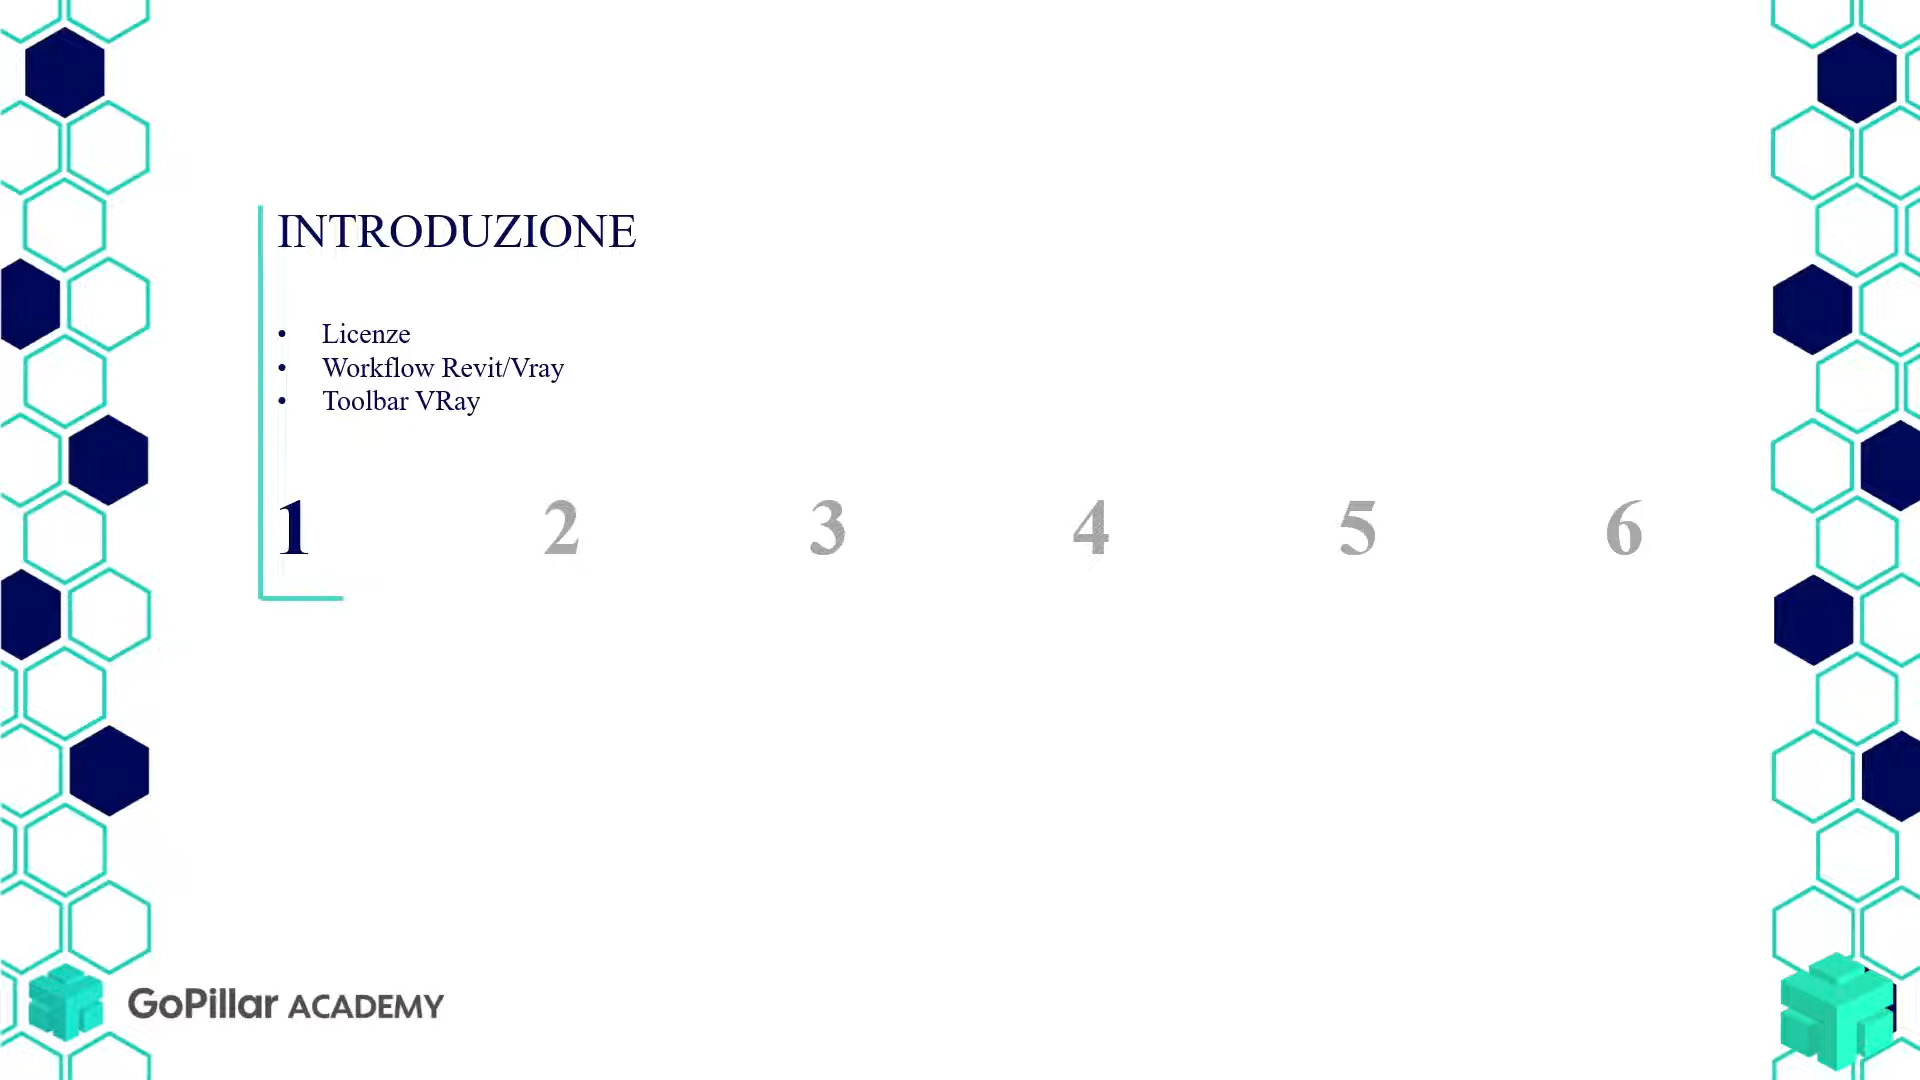 INTRODUZIONE
• Licenze
• Workflow Revit/Vray
• Toolbar VRay
1 2 3 4 5 6
GoPillar ACADEMY